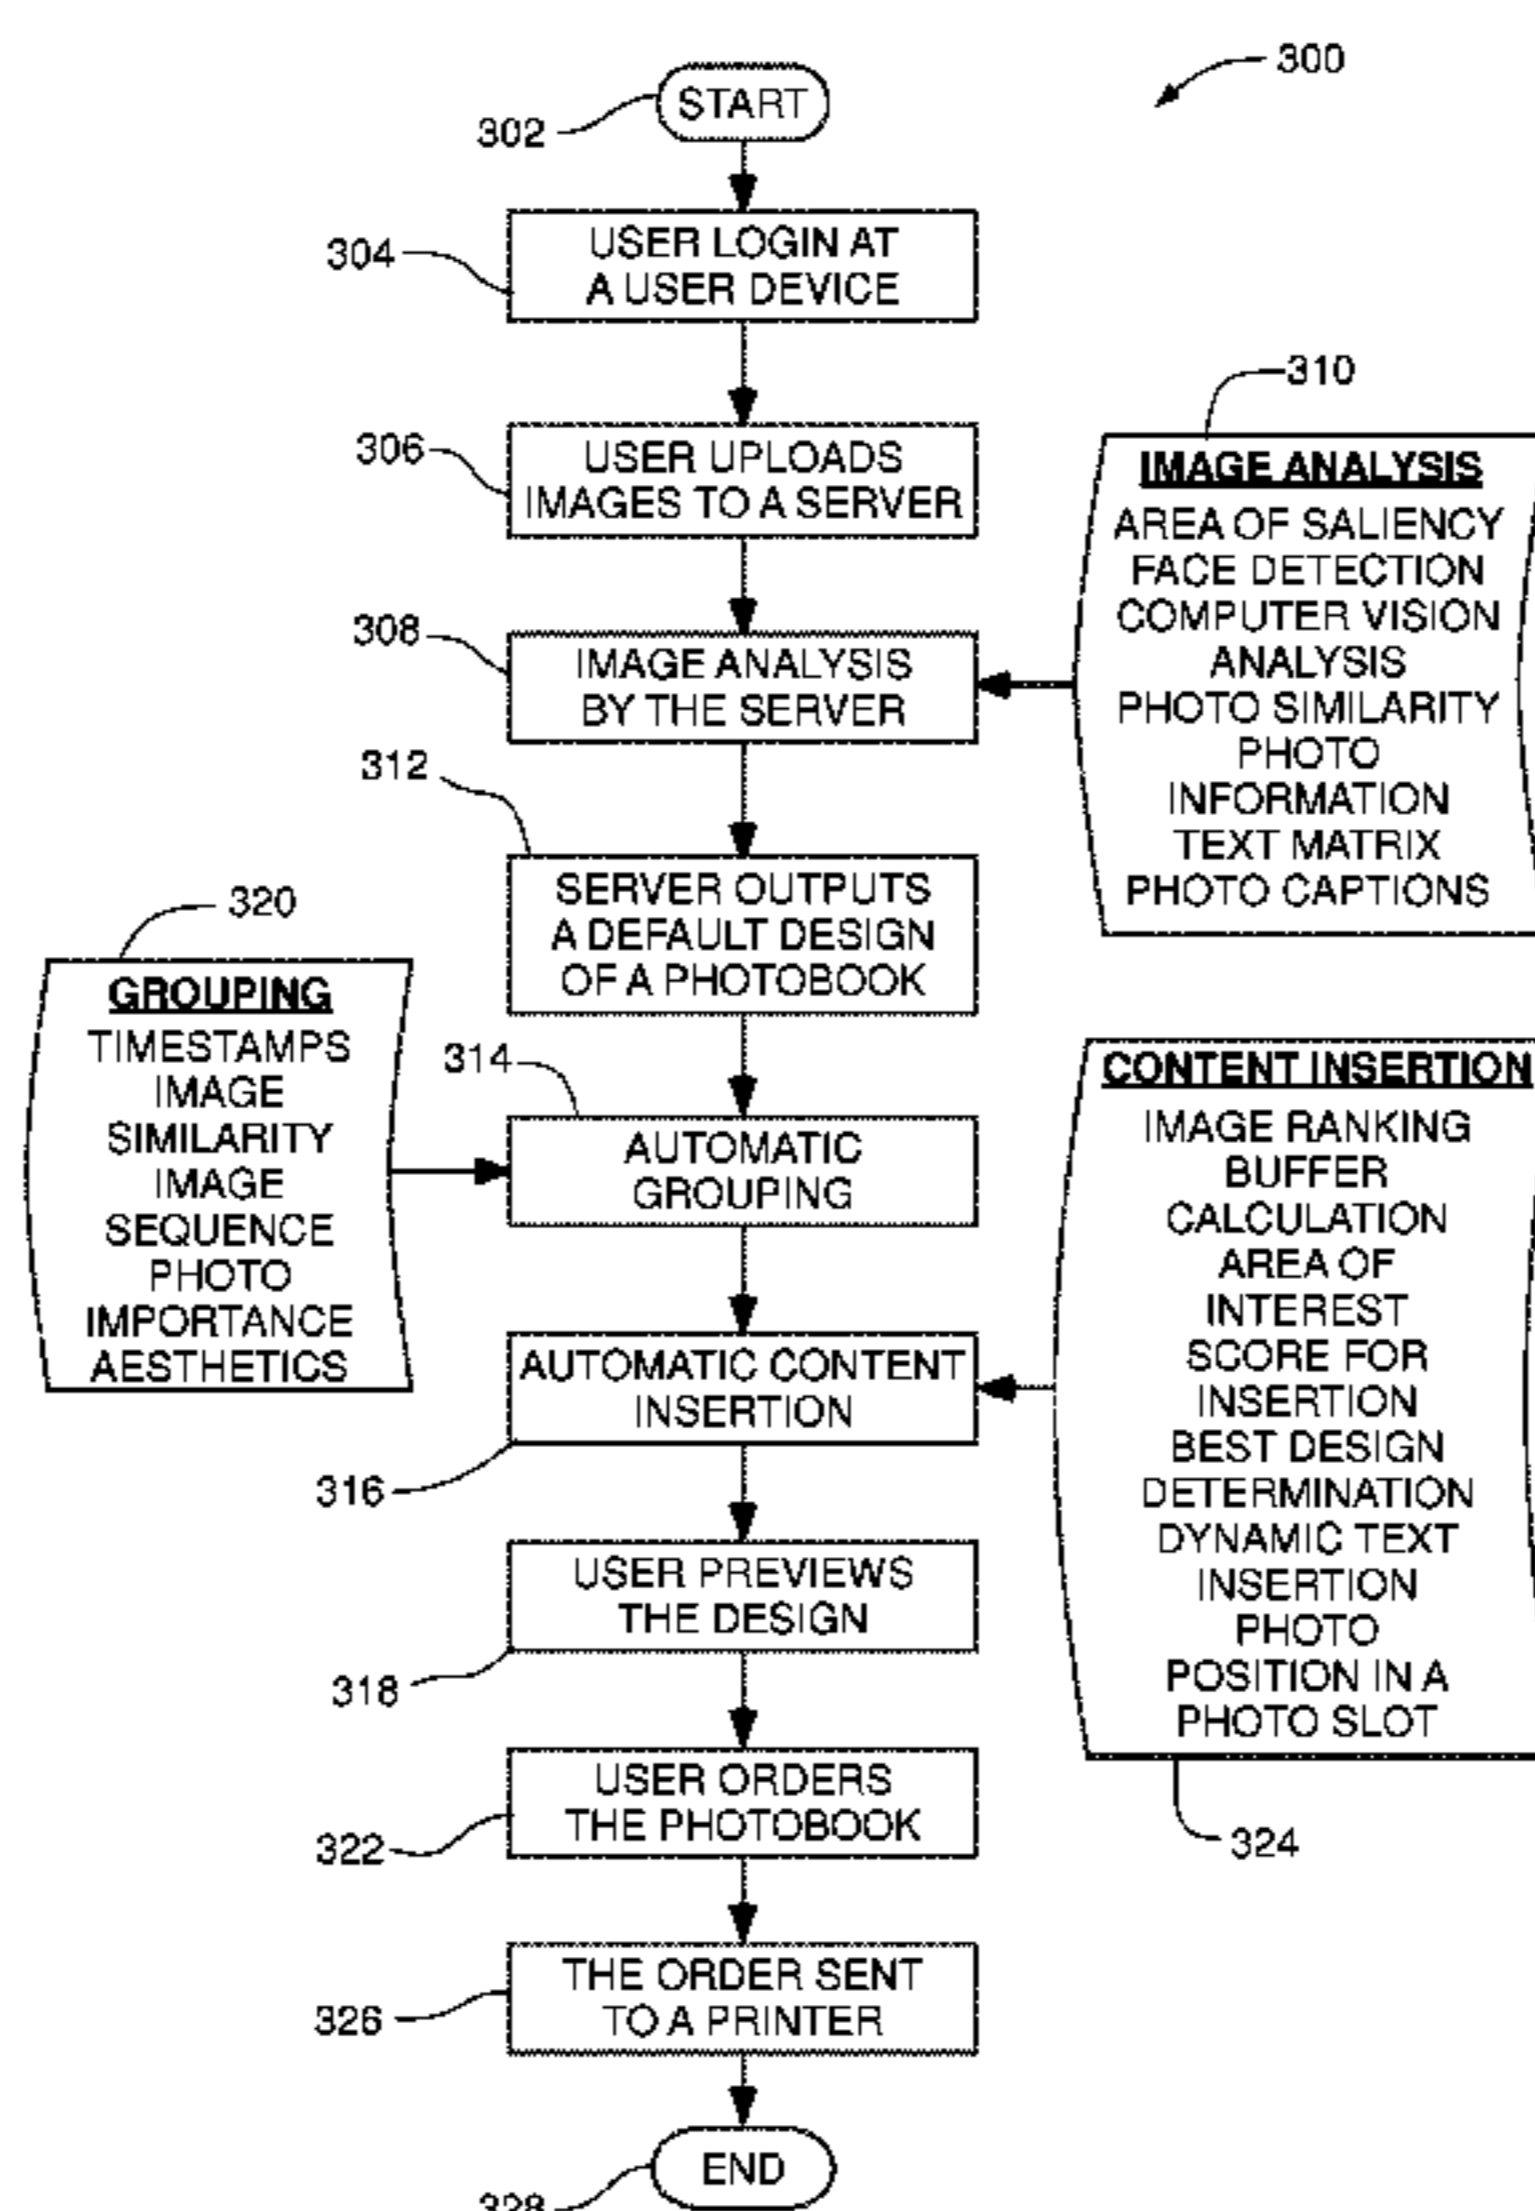 300
START
302
USER LOGIN AT
A USER DEVICE
304
310
306
USER UPLOADS
IMAGES TO A SERVER
IMAGE ANALYSIS
AREA OF SALIENCY
FACE DETECTION
COMPUTER VISION
ANALYSIS
PHOTO SIMILARITY
PHOTO
INFORMATION
TEXT MATRIX
PHOTO CAPTIONS
308
IMAGE ANALYSIS
BY THE SERVER
312
SERVER OUTPUTS
A DEFAULT DESIGN
OF A PHOTOBOOK
320
GROUPING
TIMESTAMPS
IMAGE
SIMILARITY
IMAGE
SEQUENCE
PHOTO
IMPORTANCE
AESTHETICS
314
AUTOMATIC
GROUPING
CONTENT INSERTION
IMAGE RANKING
BUFFER
CALCULATION
AREA OF
INTEREST
SCORE FOR
INSERTION
BEST DESIGN
DETERMINATION
DYNAMIC TEXT
INSERTION
PHOTO
POSITION IN A
PHOTO SLOT
324
AUTOMATIC CONTENT
INSERTION
316
USER PREVIEWS
THE DESIGN
318
USER ORDERS
THE PHOTOBOOK
322
THE ORDER SENT
TO A PRINTER
326
END
328